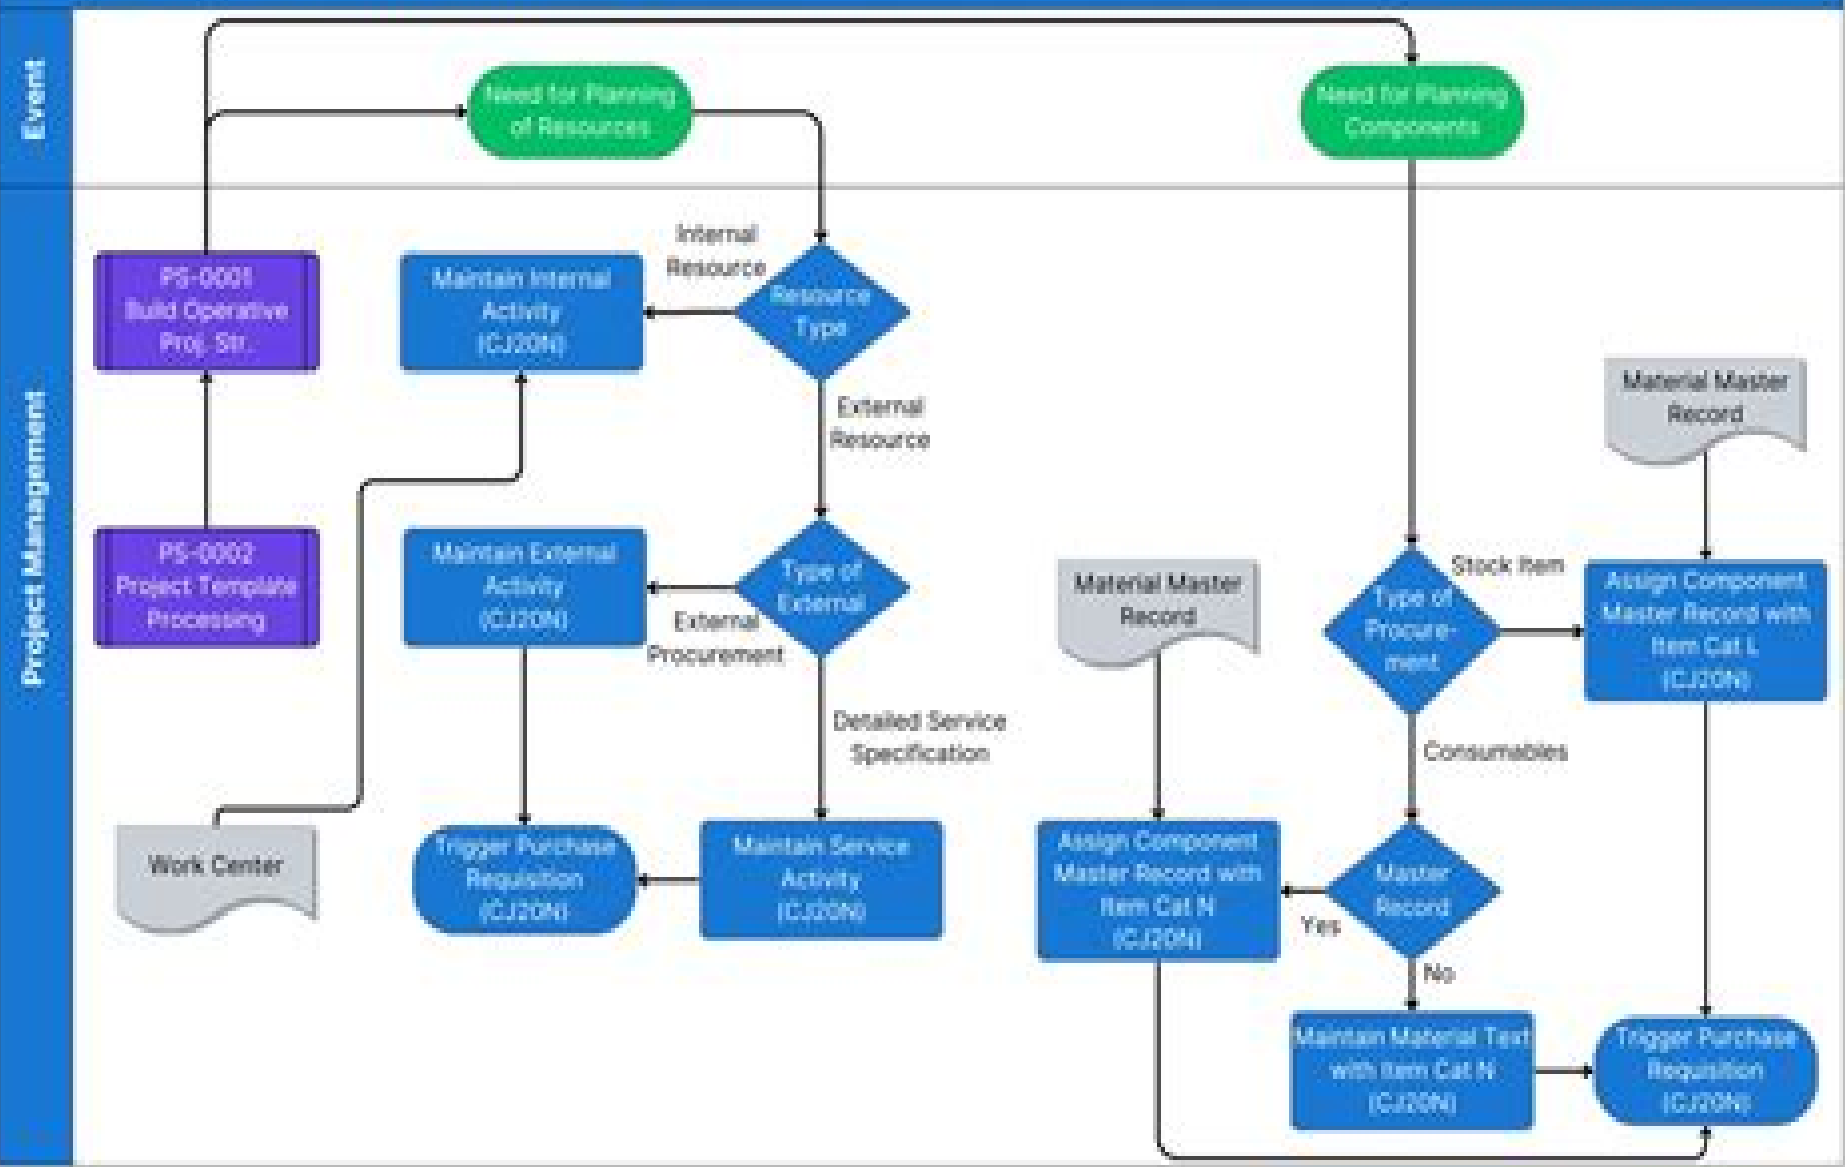 Event
Need for Planning
of Resources
Need for Planning
Components
Project Management
PS-0001
Build Operative
Proj. Str.
Maintain Internal
Activity
(CJ20N)
Internal
Resource
Resource
Type
External
Resource
Material Master
Record
PS-0002
Project Template
Processing
Maintain External
Activity
(CJ20N)
Type of
External
External
Procurement
Material Master
Record
Type of
Procure-
ment
Stock Item
Assign Component
Master Record with
Item Cat L
(CJ20N)
Detailed Service
Specification
Consumables
Work Center
Trigger Purchase
Requisition
(CJ20N)
Maintain Service
Activity
(CJ20N)
Assign Component
Master Record with
Item Cat N
(CJ20N)
Yes
Master
Record
No
Maintain Material Text
with Item Cat N
(CJ20N)
Trigger Purchase
Requisition
(CJ20N)